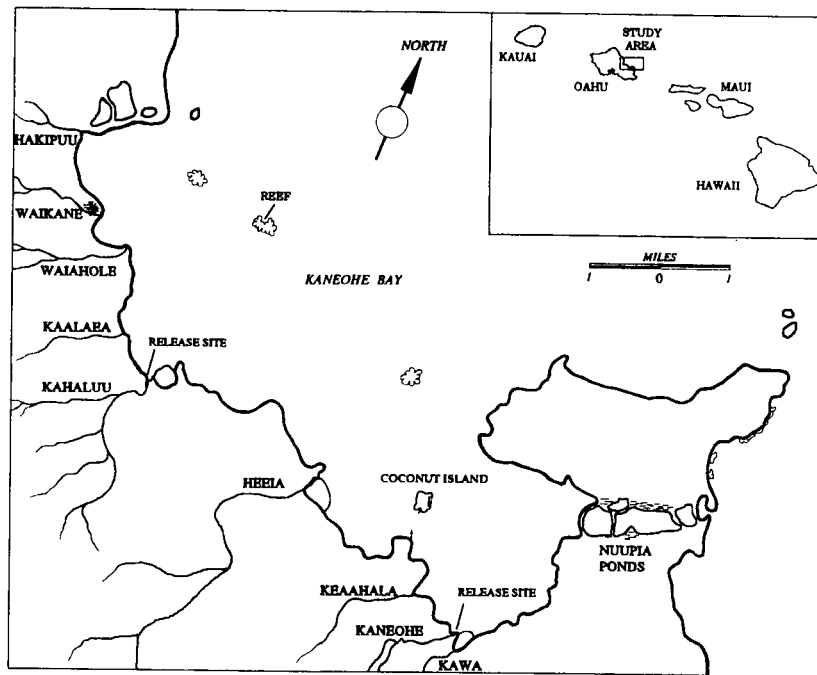 NORTH
STUDY
AREA
KAUAI
OAHU
MAUI
HAWAII
HAKIPUU
REEF
WAIKANE
WAIAHOLE
KANEOHE BAY
MILES
1 0 1
KAALAEA
RELEASE SITE
KAHALUU
HEEIA
COCONUT ISLAND
NUUPIA
PONDS
KEAAHALA
RELEASE SITE
KANEOHE
KAWA